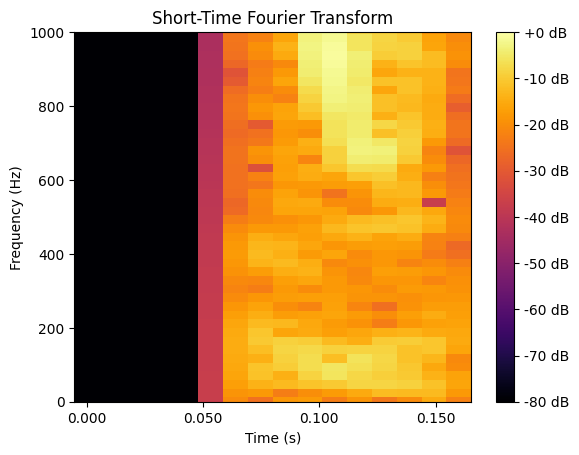 Short-Time Fourier Transform
Frequency (Hz)
1000
800
600
400
200
0
0.000
0.050
0.100
0.150
Time (s)
+0 dB
-10 dB
-20 dB
-30 dB
-40 dB
-50 dB
-60 dB
-70 dB
-80 dB